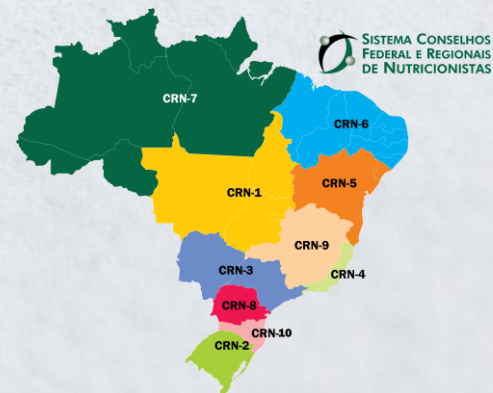 SISTEMA CONSELHOS
FEDERAL E REGIONAIS
DE NUTRICIONISTAS
CRN-7
CRN-6
CRN-1
CRN-5
CRN-9
CRN-3
CRN-4
CRN-8
CRN-10
CRN-2